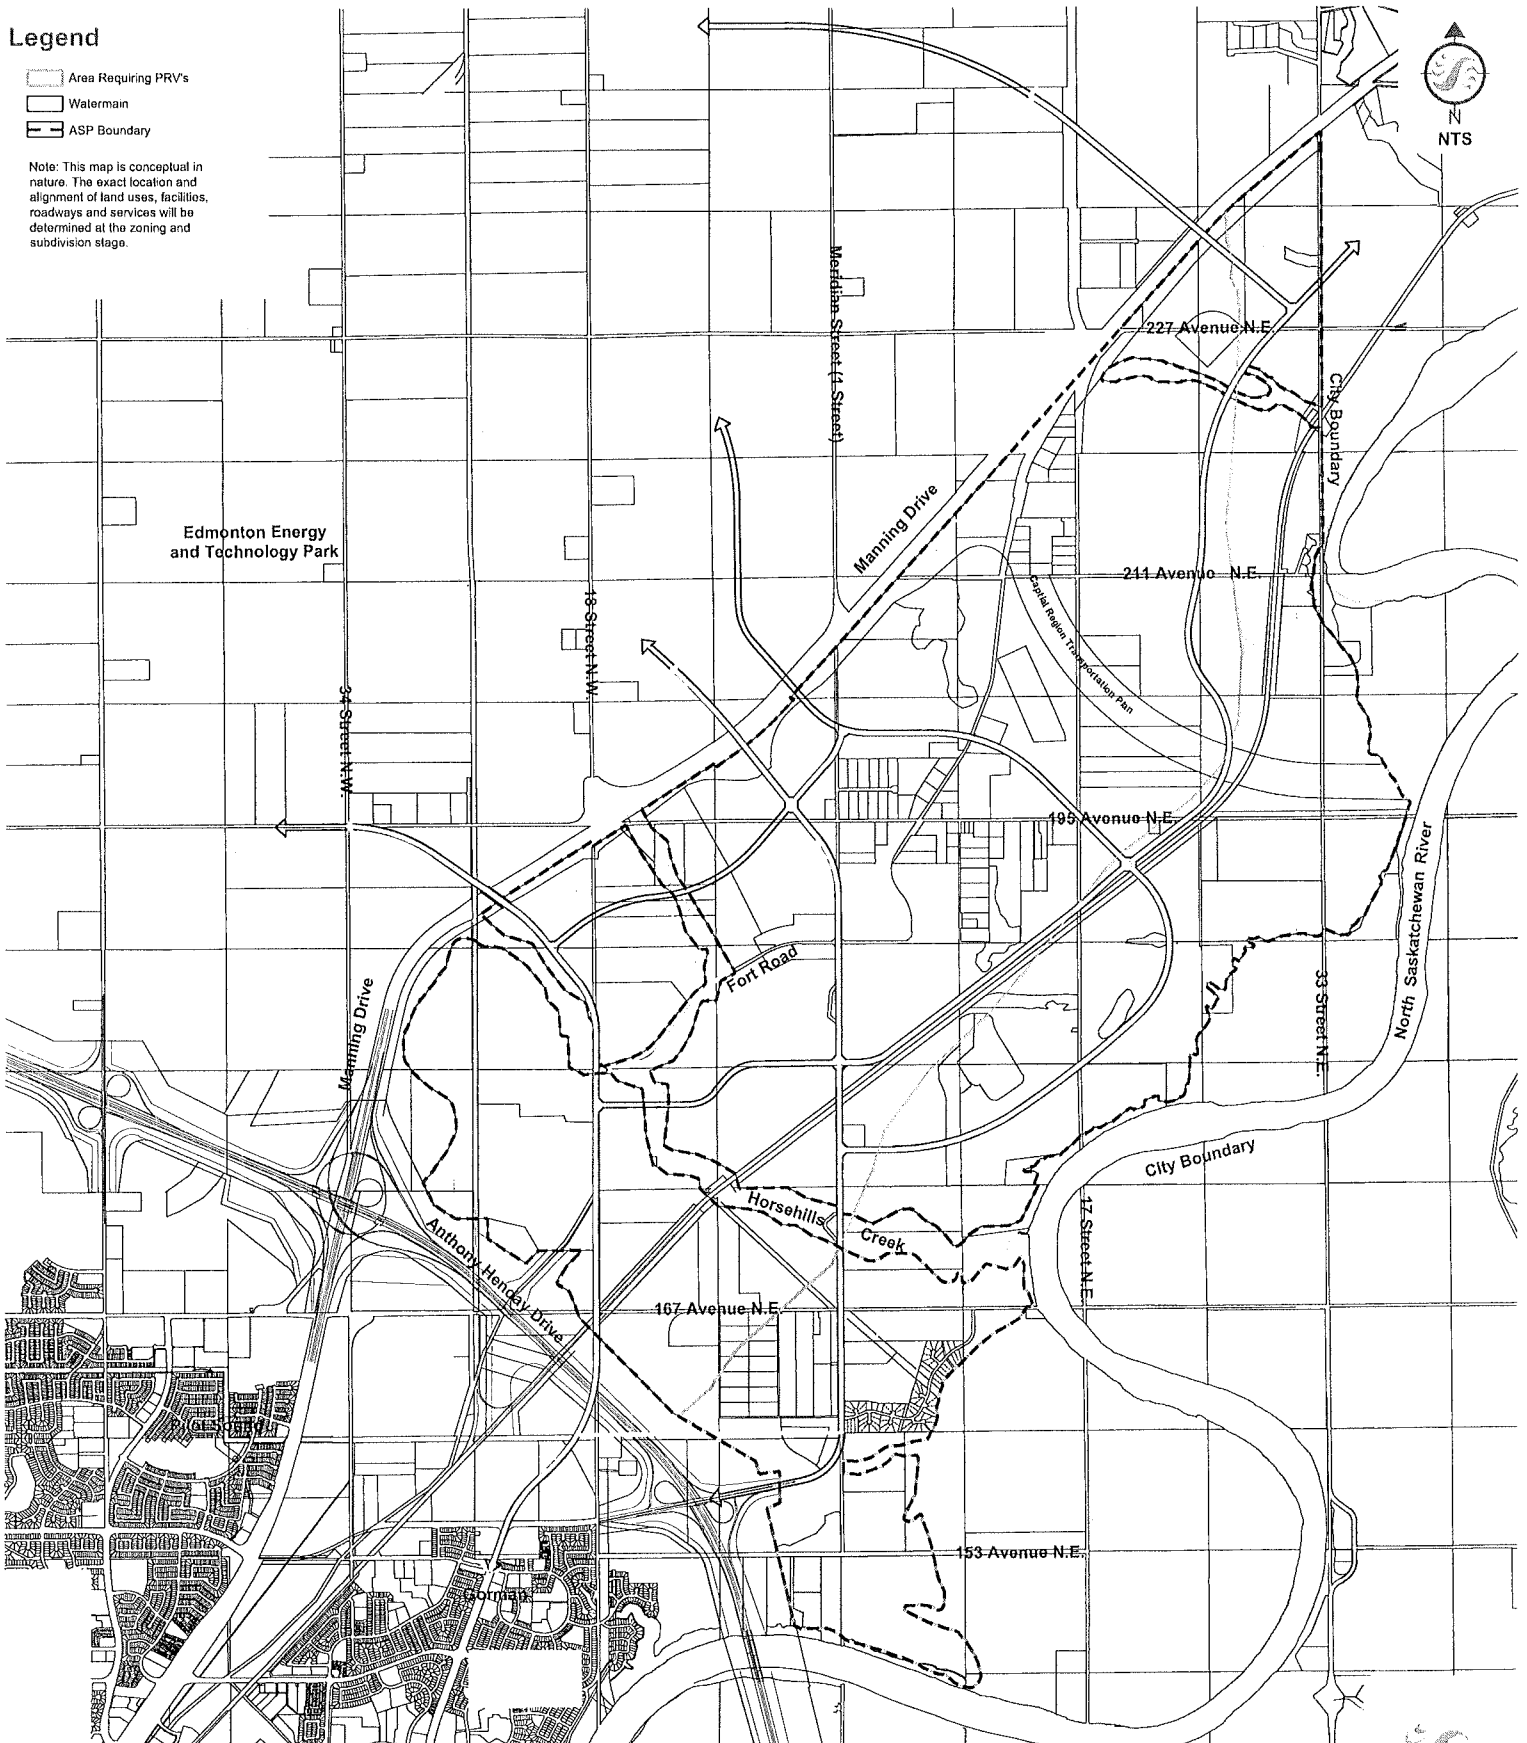 Legend
Area Requiring PRV's
Watermain
ASP Boundary
Note: This map is conceptual in
nature. The exact location and
alignment of land uses, facilities,
roadways and services will be
determined at the zoning and
subdivision stage.
N
NTS
Meridian Street (1 Street)
227 Avenue N.E
City Boundary
Manning Drive
Edmonton Energy
and Technology Park
211 Avenue N.E.
18 Street N.W.
Captial Region Transportation Plan
34 Street N.W.
195 Avenue N.E.
North Saskatchewan River
Fort Road
33 Street N.E.
Manning Drive
City Boundary
Horsehills
Creek
17 Street N.E.
Anthony Henday Drive
167 Avenue N.E.
153 Avenue N.E.
Gorman